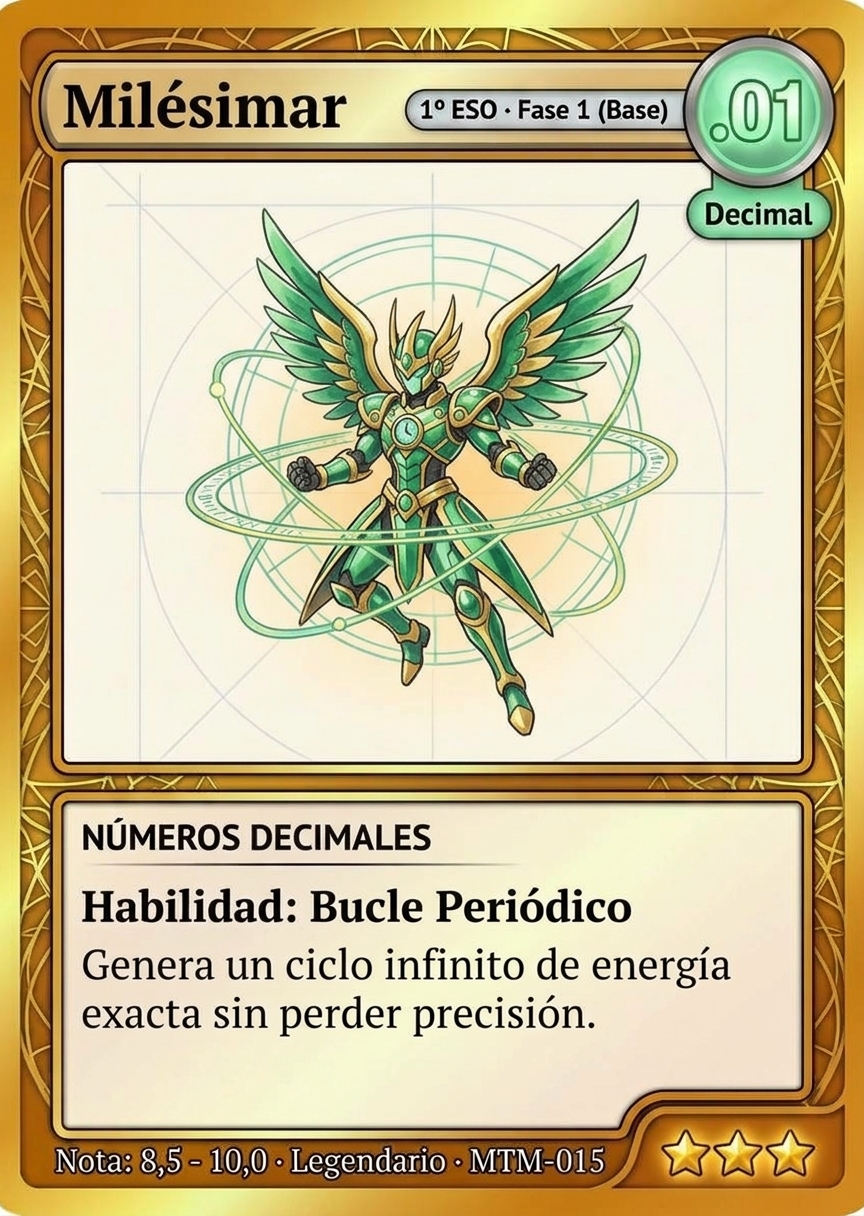 Milésimar
1º ESO · Fase 1 (Base)
.01
Decimal
NÚMEROS DECIMALES
Habilidad: Bucle Periódico
Genera un ciclo infinito de energía
exacta sin perder precisión.
Nota: 8,5 - 10,0 · Legendario · MTM-015